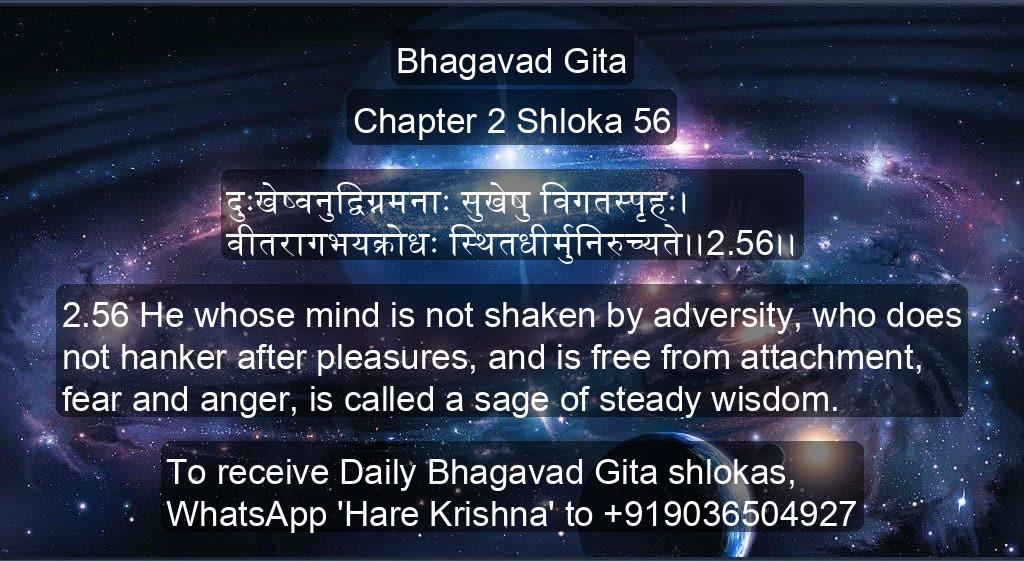 Bhagavad Gita
Chapter 2 Shloka 56
दुःखेष्वनुद्विग्नमनाः सुखेषु विगतस्पृहः।
वीतरागभयक्रोधः स्थितधीर्मुनिरुच्यते।।2.56।।
2.56 He whose mind is not shaken by adversity, who does
not hanker after pleasures, and is free from attachment,
fear and anger, is called a sage of steady wisdom.
To receive Daily Bhagavad Gita shlokas,
WhatsApp 'Hare Krishna' to +919036504927